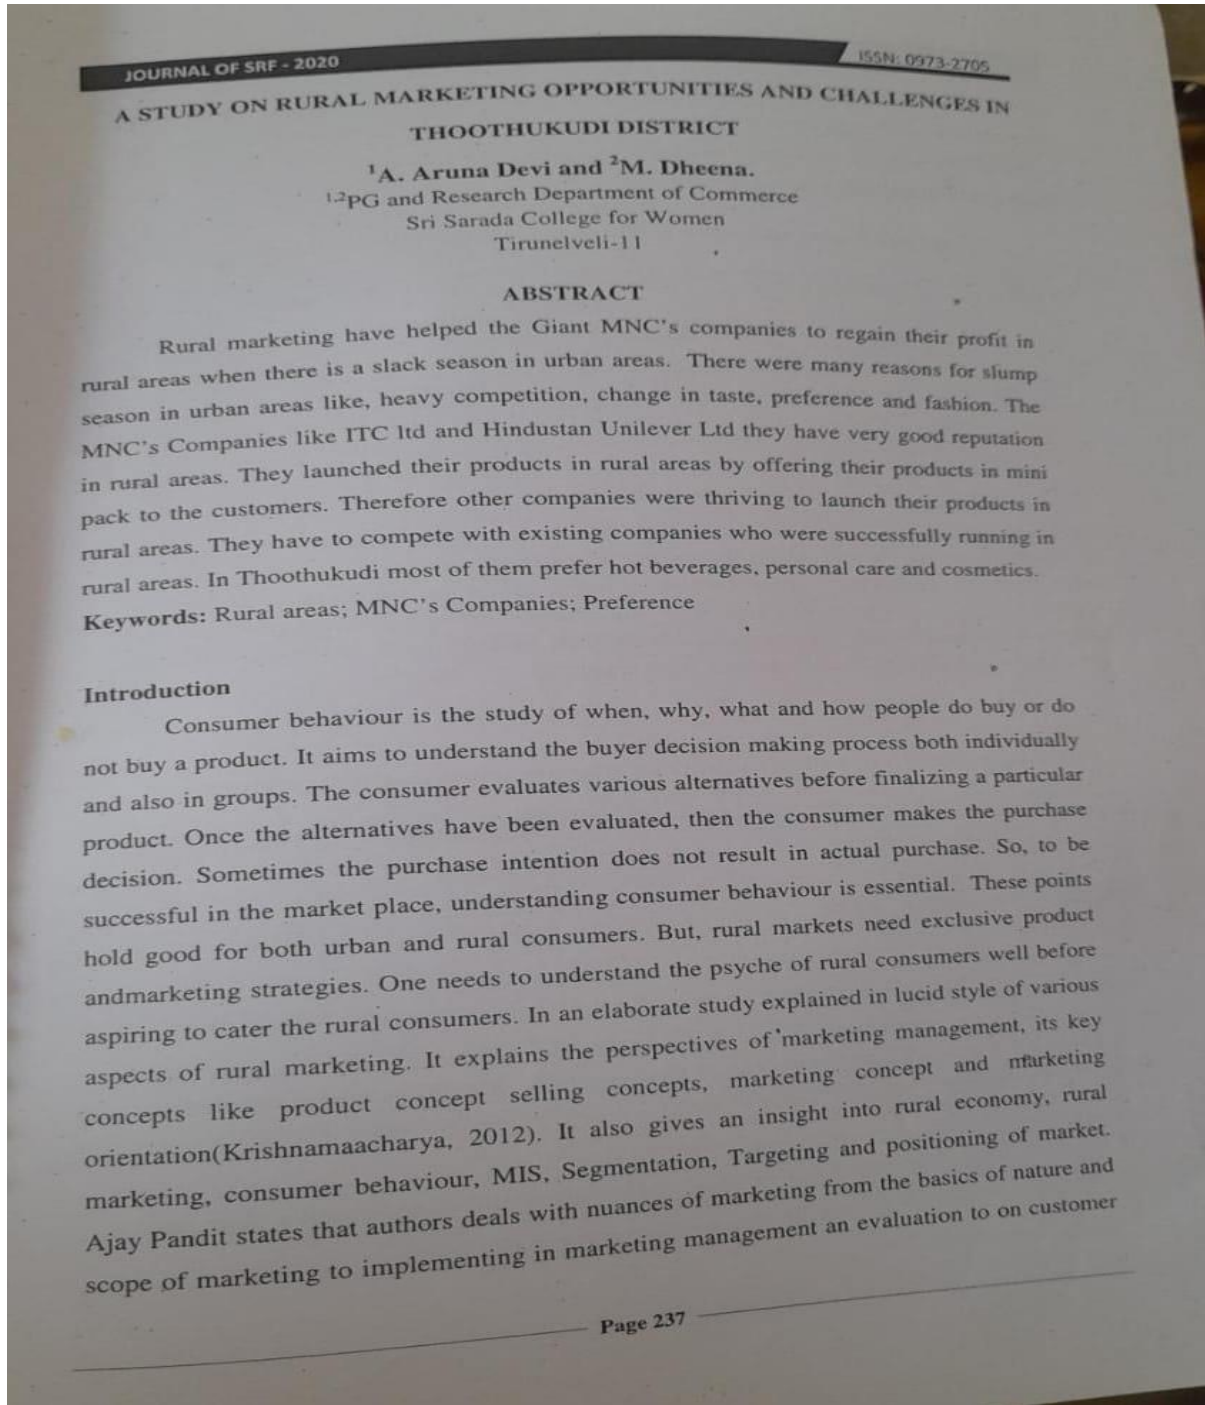 JOURNAL OF SRF - 2020
ISSN: 0973-2705
A STUDY ON RURAL MARKETING OPPORTUNITIES AND CHALLENGES IN
THOOTHUKUDI DISTRICT
¹A. Aruna Devi and ²M. Dheena.
¹,²PG and Research Department of Commerce
Sri Sarada College for Women
Tirunelveli-11
ABSTRACT
Rural marketing have helped the Giant MNC's companies to regain their profit in
rural areas when there is a slack season in urban areas. There were many reasons for slump
season in urban areas like, heavy competition, change in taste, preference and fashion. The
MNC's Companies like ITC ltd and Hindustan Unilever Ltd they have very good reputation
in rural areas. They launched their products in rural areas by offering their products in mini
pack to the customers. Therefore other companies were thriving to launch their products in
rural areas. They have to compete with existing companies who were successfully running in
rural areas. In Thoothukudi most of them prefer hot beverages, personal care and cosmetics.
Keywords: Rural areas; MNC's Companies; Preference
Introduction
Consumer behaviour is the study of when, why, what and how people do buy or do
not buy a product. It aims to understand the buyer decision making process both individually
and also in groups. The consumer evaluates various alternatives before finalizing a particular
product. Once the alternatives have been evaluated, then the consumer makes the purchase
decision. Sometimes the purchase intention does not result in actual purchase. So, to be
successful in the market place, understanding consumer behaviour is essential. These points
hold good for both urban and rural consumers. But, rural markets need exclusive product
andmarketing strategies. One needs to understand the psyche of rural consumers well before
aspiring to cater the rural consumers. In an elaborate study explained in lucid style of various
aspects of rural marketing. It explains the perspectives of marketing management, its key
concepts like product concept selling concepts, marketing concept and marketing
orientation(Krishnamaacharya, 2012). It also gives an insight into rural economy, rural
marketing, consumer behaviour, MIS, Segmentation, Targeting and positioning of market.
Ajay Pandit states that authors deals with nuances of marketing from the basics of nature and
scope of marketing to implementing in marketing management an evaluation to on customer
Page 237